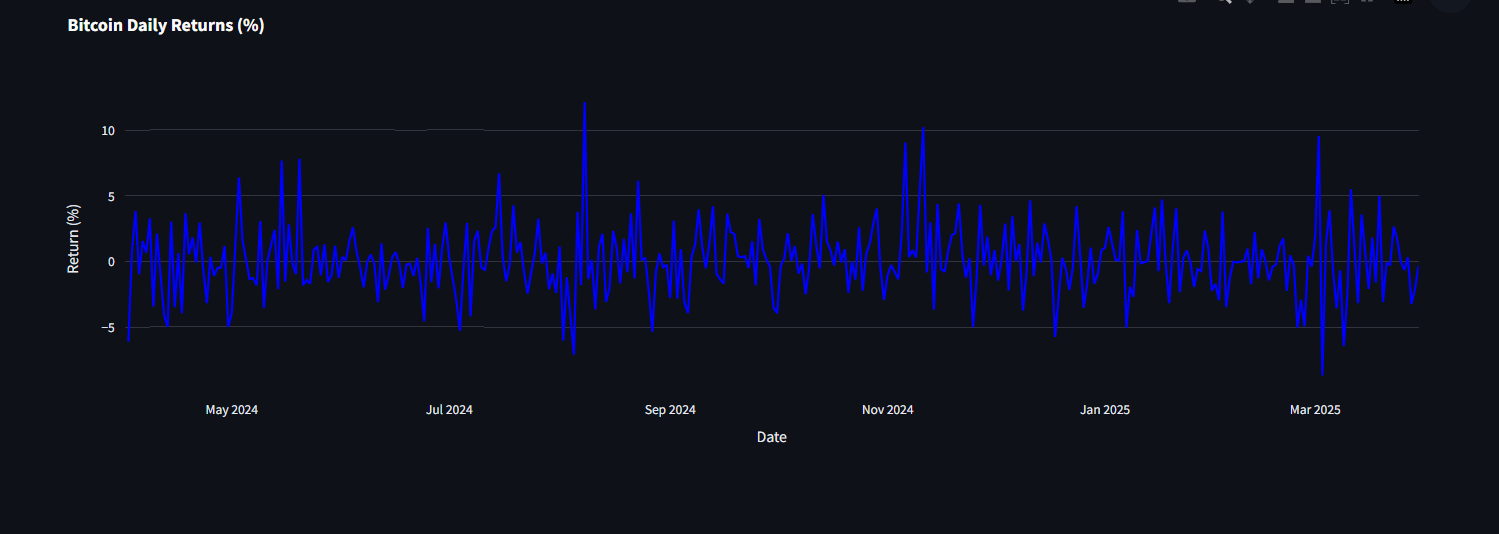 Bitcoin Daily Returns (%)
10
5
0
−5
Return (%)
May 2024
Jul 2024
Sep 2024
Nov 2024
Jan 2025
Mar 2025
Date